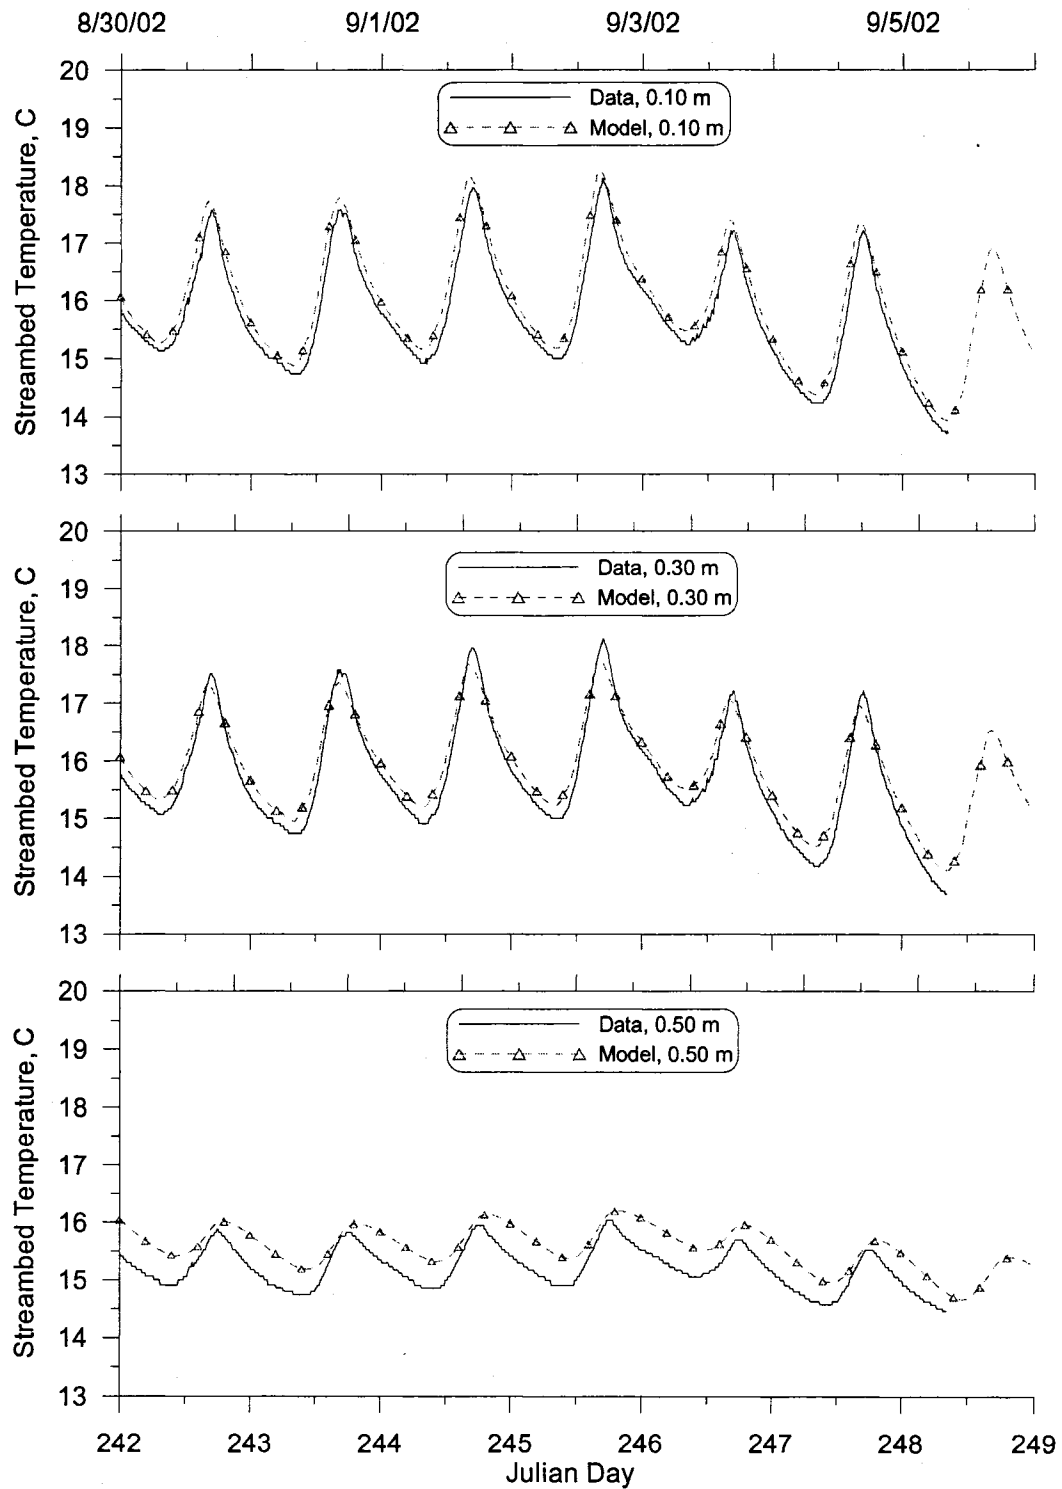 8/30/02 9/1/02 9/3/02 9/5/02
20
19
18
17
16
15
14
13
Streambed Temperature, C
Data, 0.10 m
Model, 0.10 m
20
19
18
17
16
15
14
13
Streambed Temperature, C
Data, 0.30 m
Model, 0.30 m
20
19
18
17
16
15
14
13
Streambed Temperature, C
Data, 0.50 m
Model, 0.50 m
242 243 244 245 246 247 248 249
Julian Day